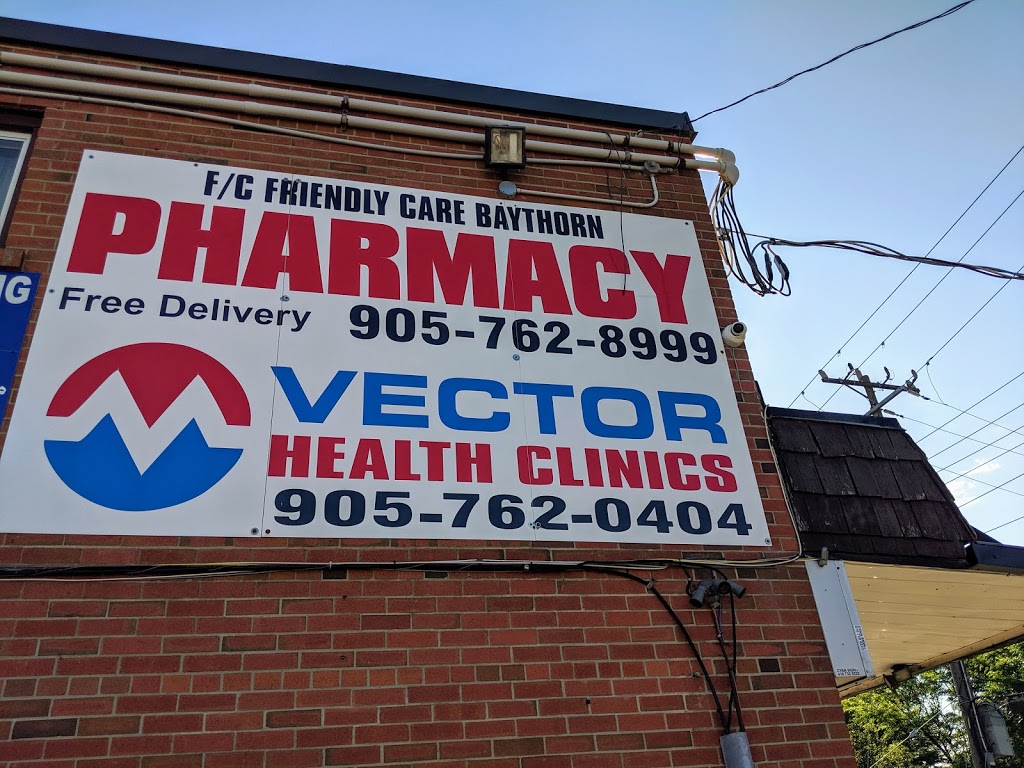 F/C FRIENDLY CARE BAYTHORN
PHARMACY
Free Delivery 905-762-8999
VECTOR
HEALTH CLINICS
905-762-0404
G